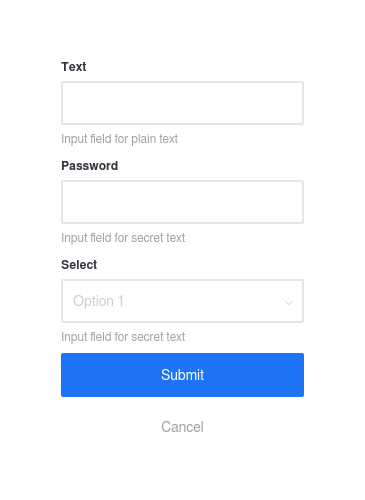 Text
Input field for plain text
Password
Input field for secret text
Select
Option 1
Input field for secret text
Submit
Cancel